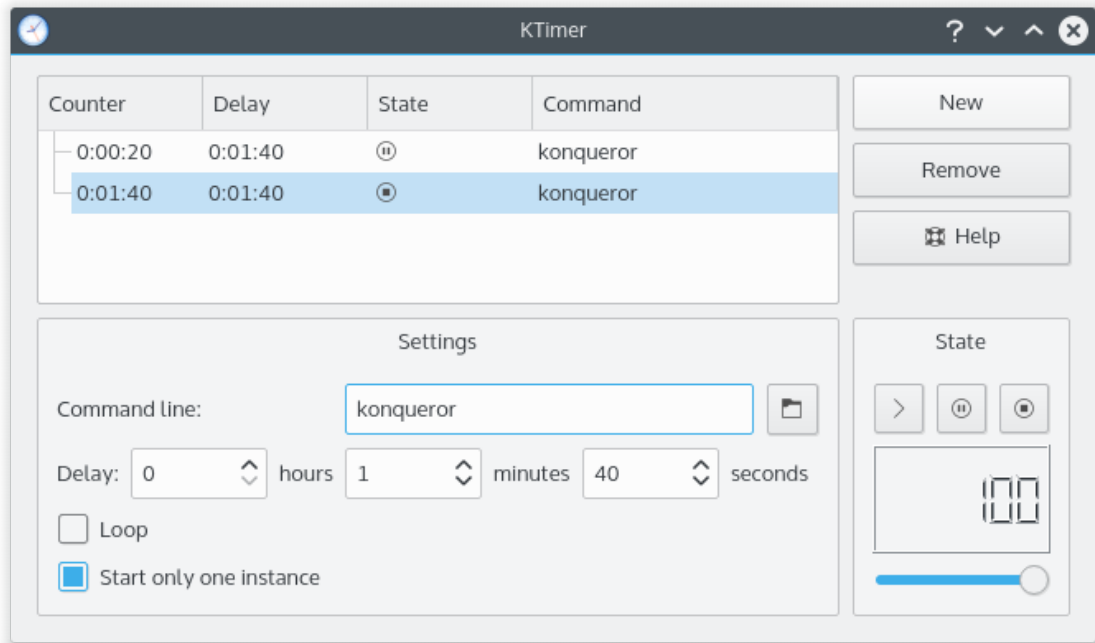 KTimer
Counter Delay State Command
0:00:20 0:01:40 konqueror
0:01:40 0:01:40 konqueror
New
Remove
Help
Settings
Command line: konqueror
Delay: 0 hours 1 minutes 40 seconds
Loop
Start only one instance
State
100